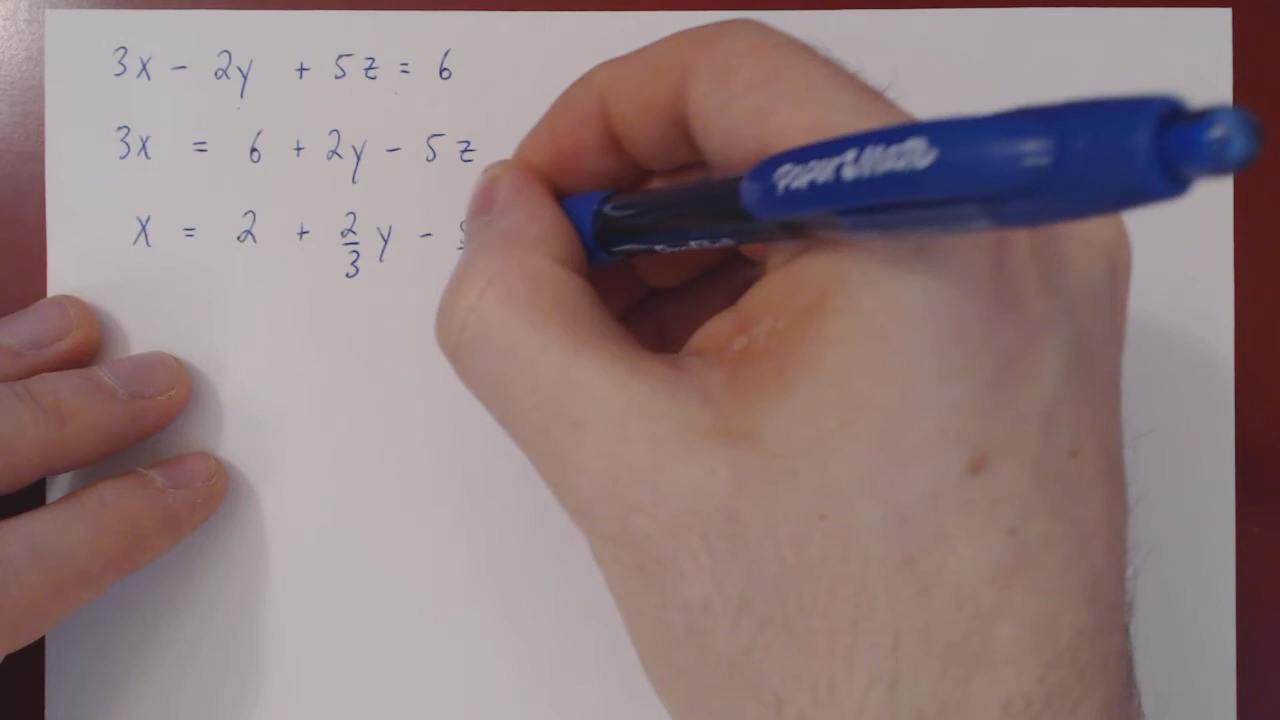 3x - 2y + 5z = 6
3x = 6 + 2y - 5z
x = 2 + 2/3 y -
PaperMate